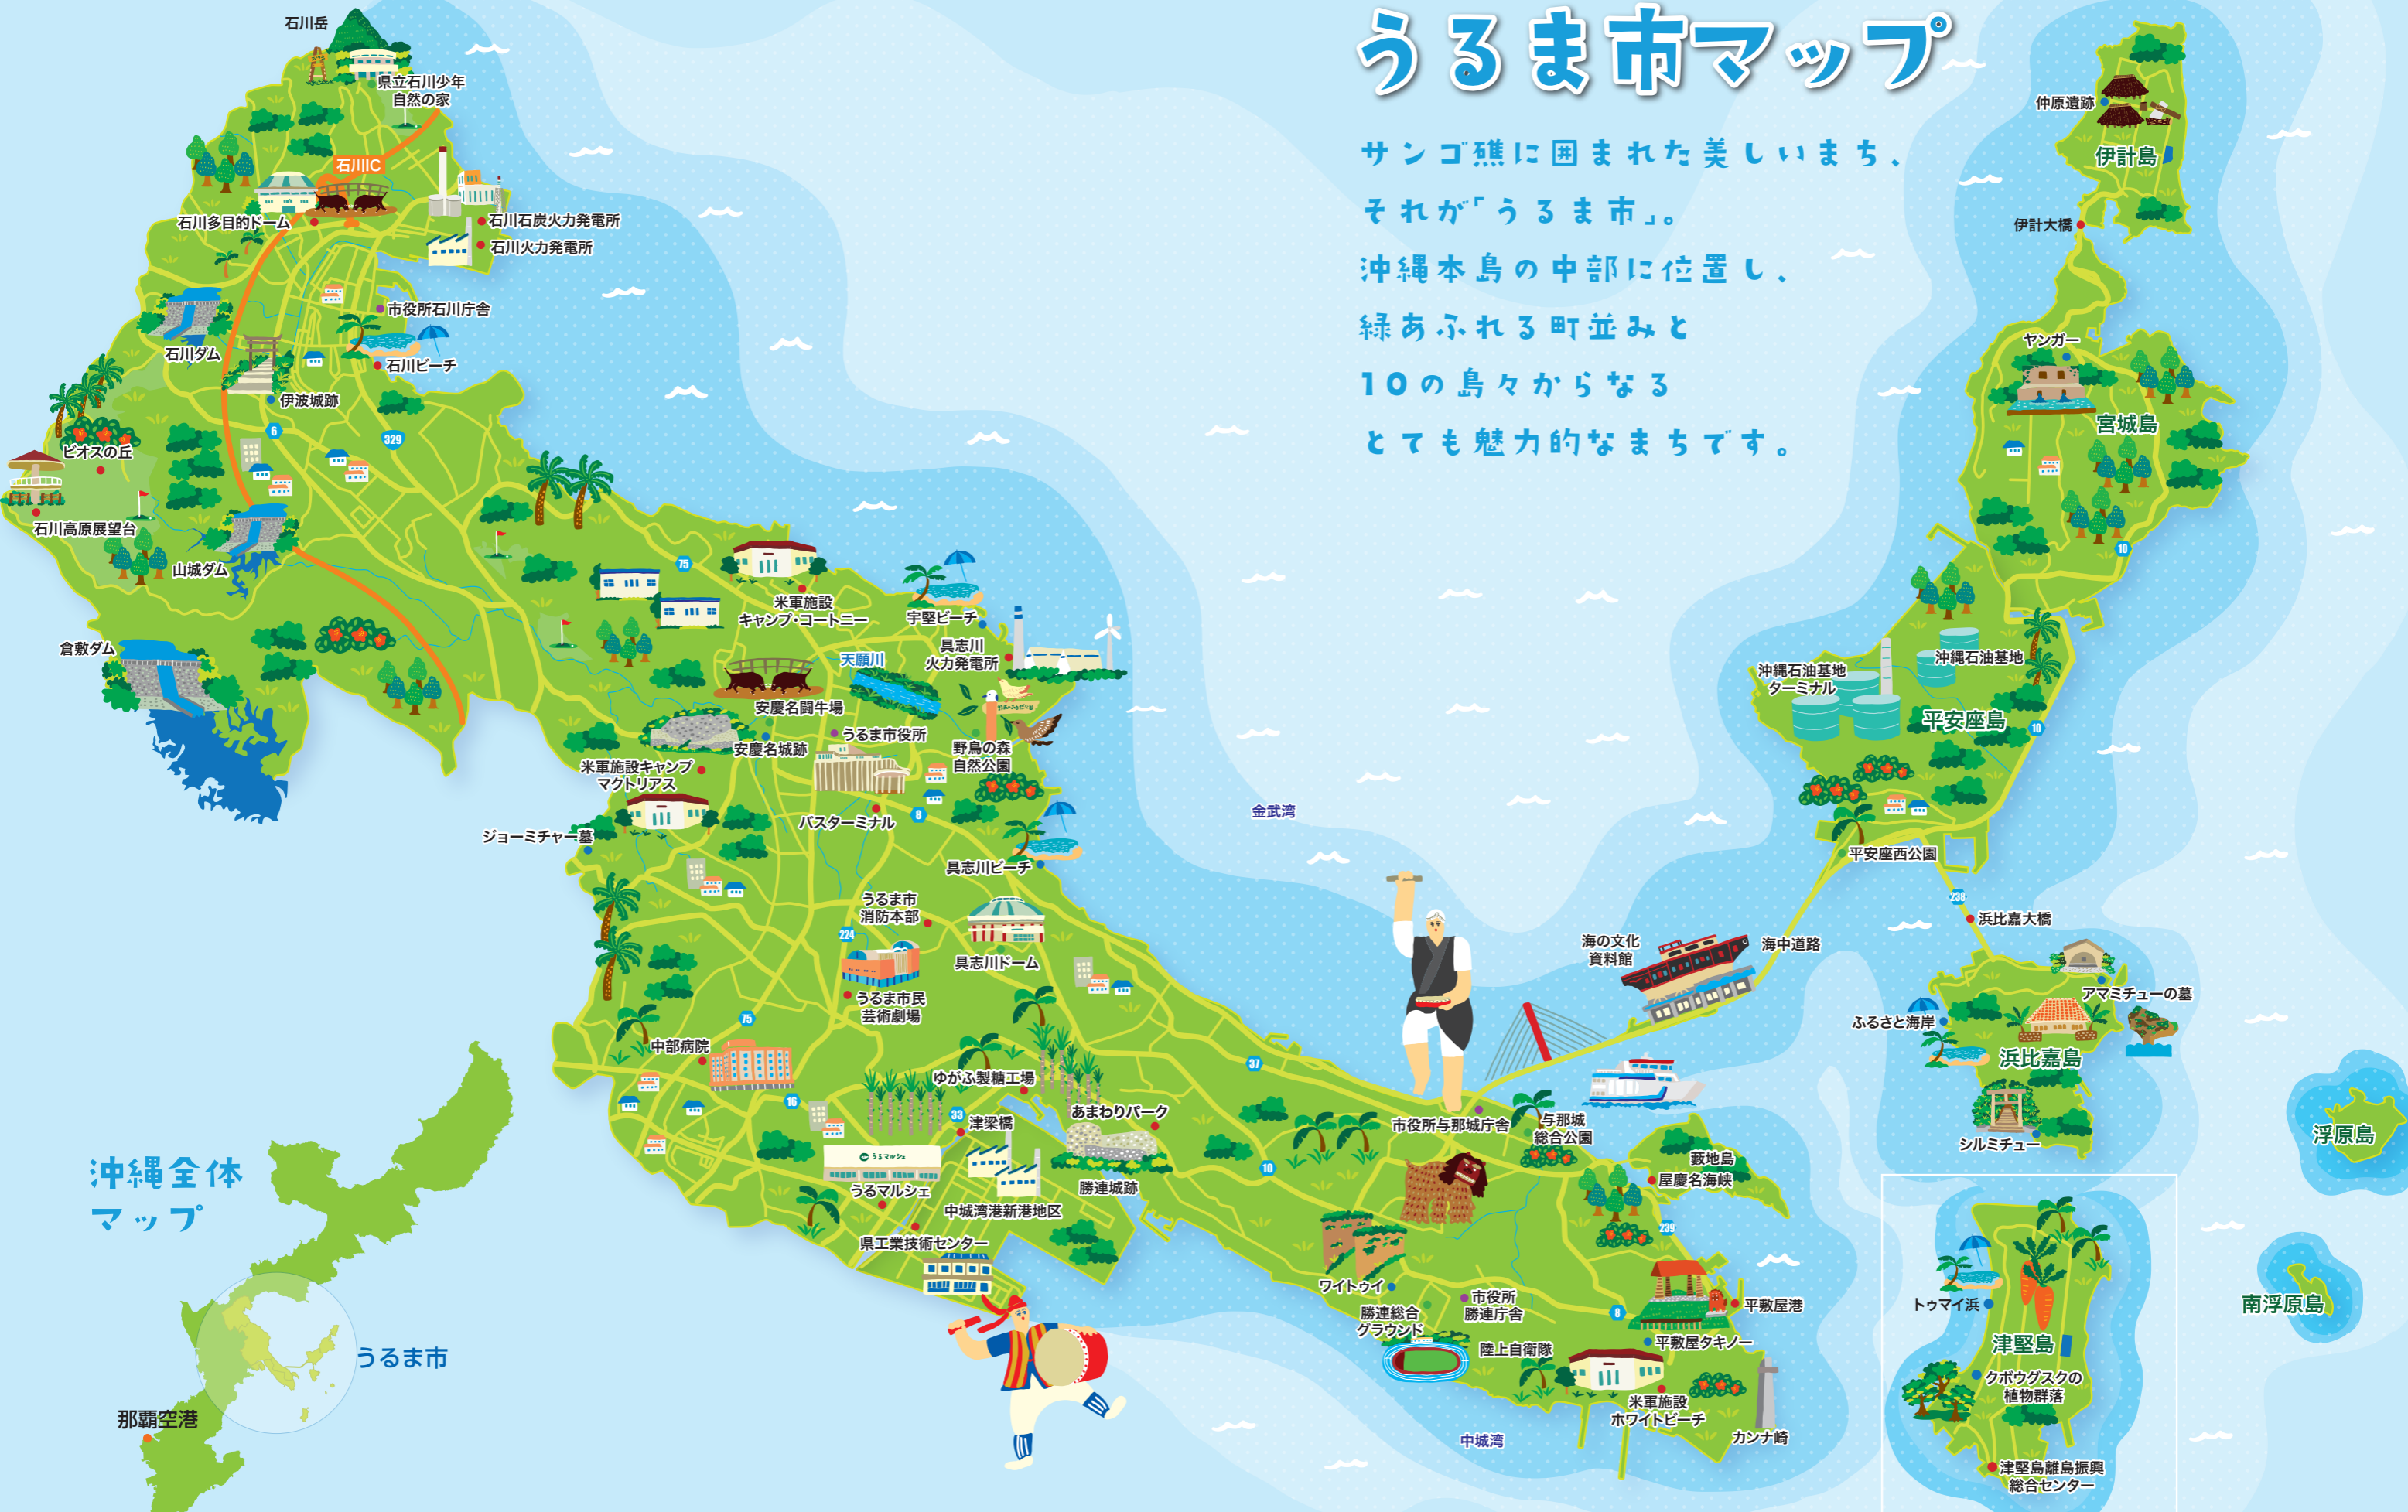 うるま市マップ
サンゴ礁に囲まれた美しいまち、
それが「うるま市」。
沖縄本島の中部に位置し、
緑あふれる町並みと
10の島々からなる
とても魅力的なまちです。
石川岳
県立石川少年
自然の家
石川IC
石川多目的ドーム
石川石炭火力発電所
石川火力発電所
市役所石川庁舎
石川ダム
石川ビーチ
伊波城跡
6
329
ビオスの丘
石川高原展望台
山城ダム
倉敷ダム
75
米軍施設
キャンプ・コートニー
宇堅ビーチ
具志川
火力発電所
天願川
安慶名闘牛場
安慶名城跡
うるま市役所
野鳥の森
自然公園
米軍施設キャンプ
マクトリアス
バスターミナル
8
ジョーミチャー墓
具志川ビーチ
うるま市
消防本部
224
具志川ドーム
うるま市民
芸術劇場
75
中部病院
16
ゆがふ製糖工場
33
津梁橋
あまわりパーク
うるマルシェ
うるマルシェ
中城湾港新港地区
勝連城跡
県工業技術センター
37
10
金武湾
海の文化
資料館
海中道路
市役所与那城庁舎
与那城
総合公園
藪地島
屋慶名海峡
239
ワイトゥイ
勝連総合
グラウンド
市役所
勝連庁舎
8
平敷屋港
平敷屋タキノー
陸上自衛隊
米軍施設
ホワイトビーチ
カンナ崎
中城湾
仲原遺跡
伊計島
伊計大橋
ヤンガー
宮城島
10
沖縄石油基地
沖縄石油基地
ターミナル
平安座島
10
平安座西公園
238
浜比嘉大橋
アマミチューの墓
ふるさと海岸
浜比嘉島
シルミチュー
浮原島
南浮原島
トゥマイ浜
津堅島
クボウグスクの
植物群落
津堅島離島振興
総合センター
沖縄全体
マップ
うるま市
那覇空港